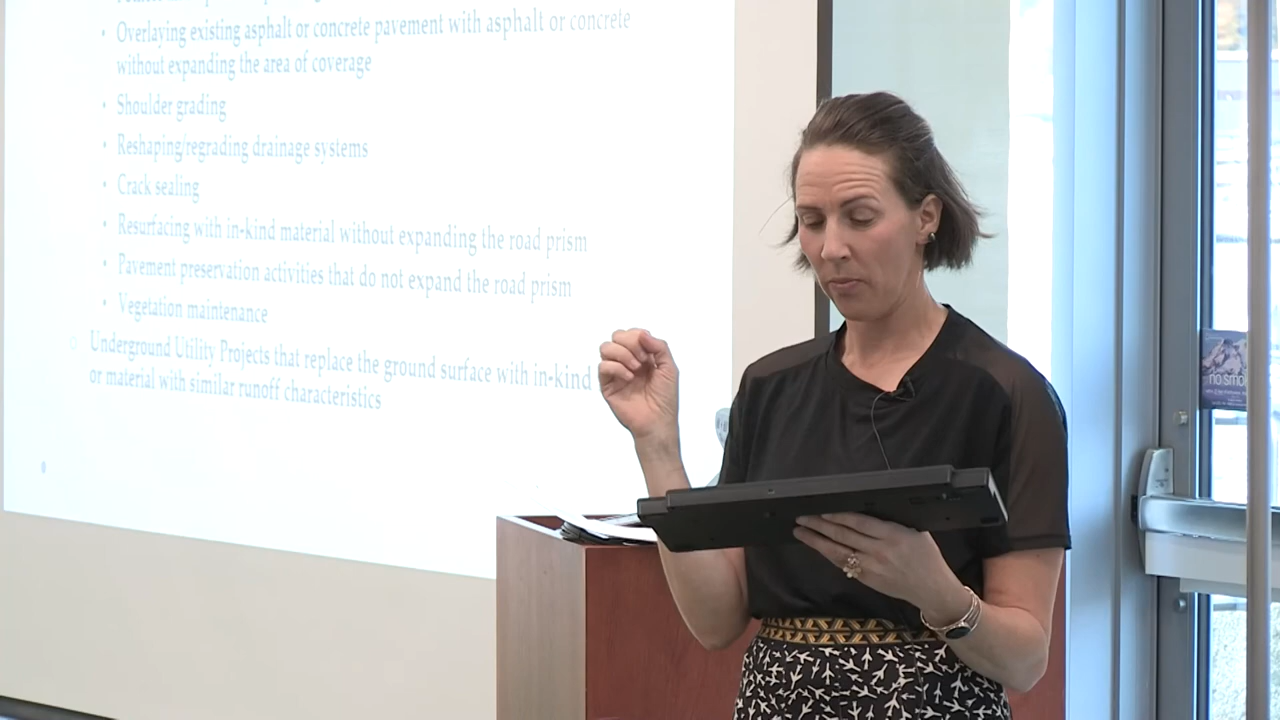 Overlaying existing asphalt or concrete pavement with asphalt or concrete
without expanding the area of coverage
Shoulder grading
Reshaping/regrading drainage systems
Crack sealing
Resurfacing with in-kind material without expanding the road prism
Pavement preservation activities that do not expand the road prism
Vegetation maintenance
Underground Utility Projects that replace the ground surface with in-kind
or material with similar runoff characteristics
no smo